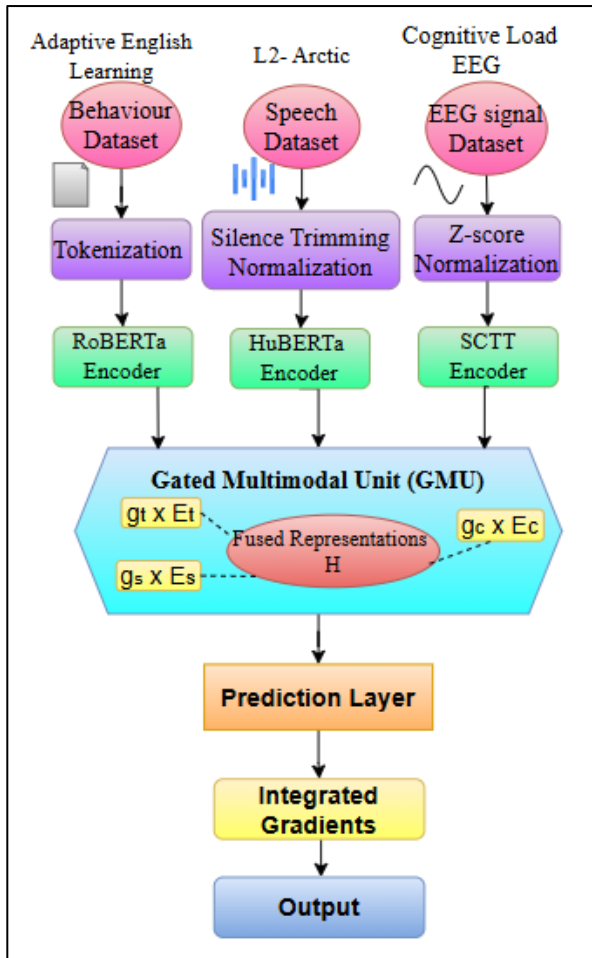 Adaptive English
Learning
Behaviour
Dataset
Tokenization
RoBERTa
Encoder
L2- Arctic
Speech
Dataset
Silence Trimming
Normalization
HuBERTa
Encoder
Cognitive Load
EEG
EEG signal
Dataset
Z-score
Normalization
SCTT
Encoder
Gated Multimodal Unit (GMU)
gt x Et
gs x Es
Fused Representations
H
gc x Ec
Prediction Layer
Integrated
Gradients
Output